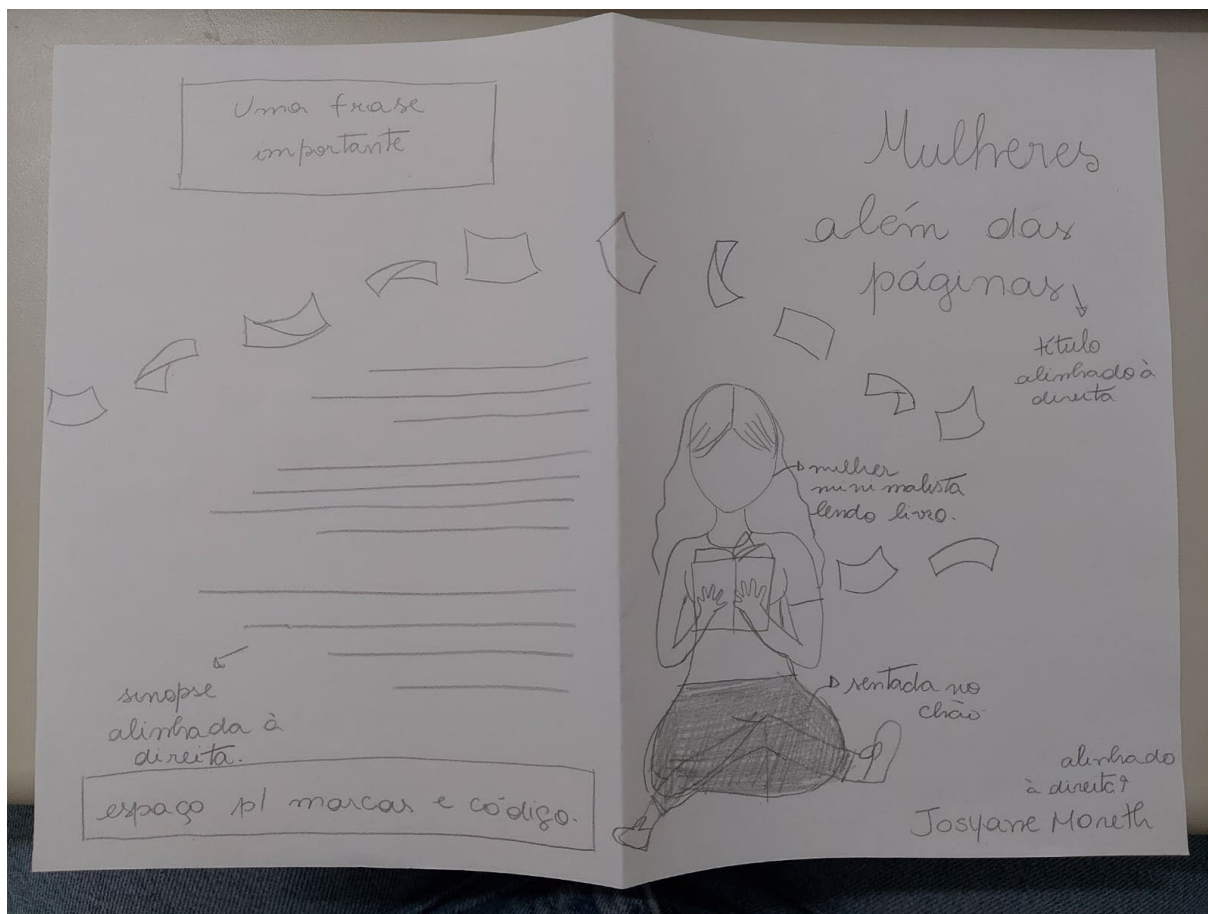 Uma frase
importante
sinopse
alinhada à
direita.
espaço p/ marcas e código.
Mulheres
além das
páginas
título
alinhado à
direita
mulher
minimalista
lendo livro.
sentada no
chão.
alinhado
à direita?
Josyane Moreth